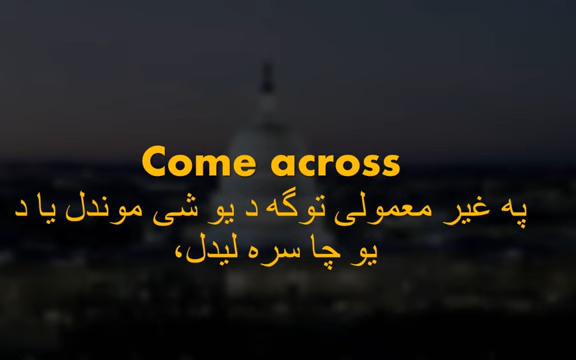 Come across
په غیر معمولی توګه د یو شی موندل یا د
یو چا سره لیدل،